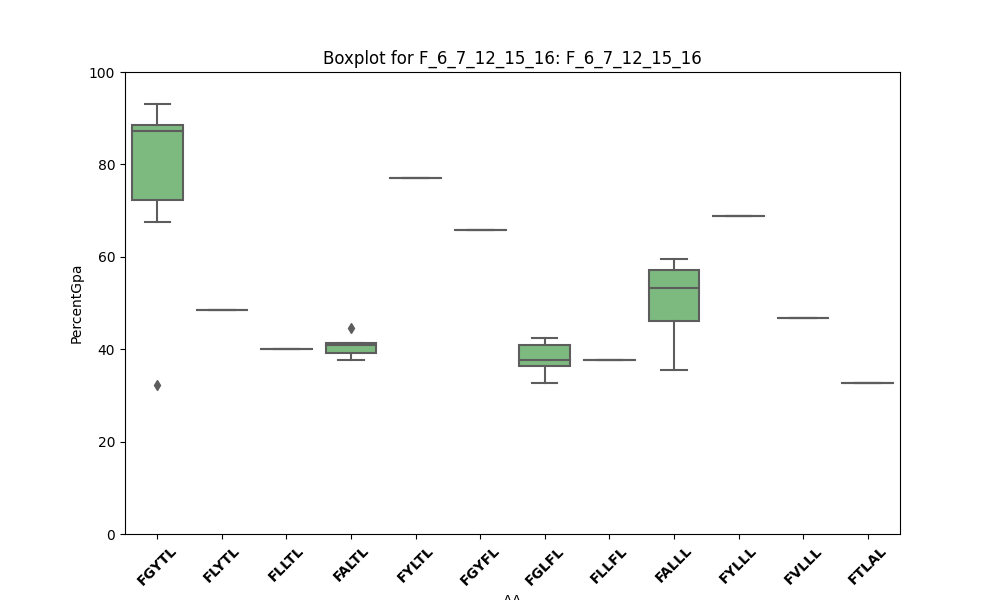 Boxplot for F_6_7_12_15_16: F_6_7_12_15_16
PercentGpa
100
80
60
40
20
0
FGYTL
FLYTL
FLLTL
FALTL
FYLTL
FGYFL
FGLFL
FLLFL
FALLL
FYLLL
FVLLL
FTLAL
AA